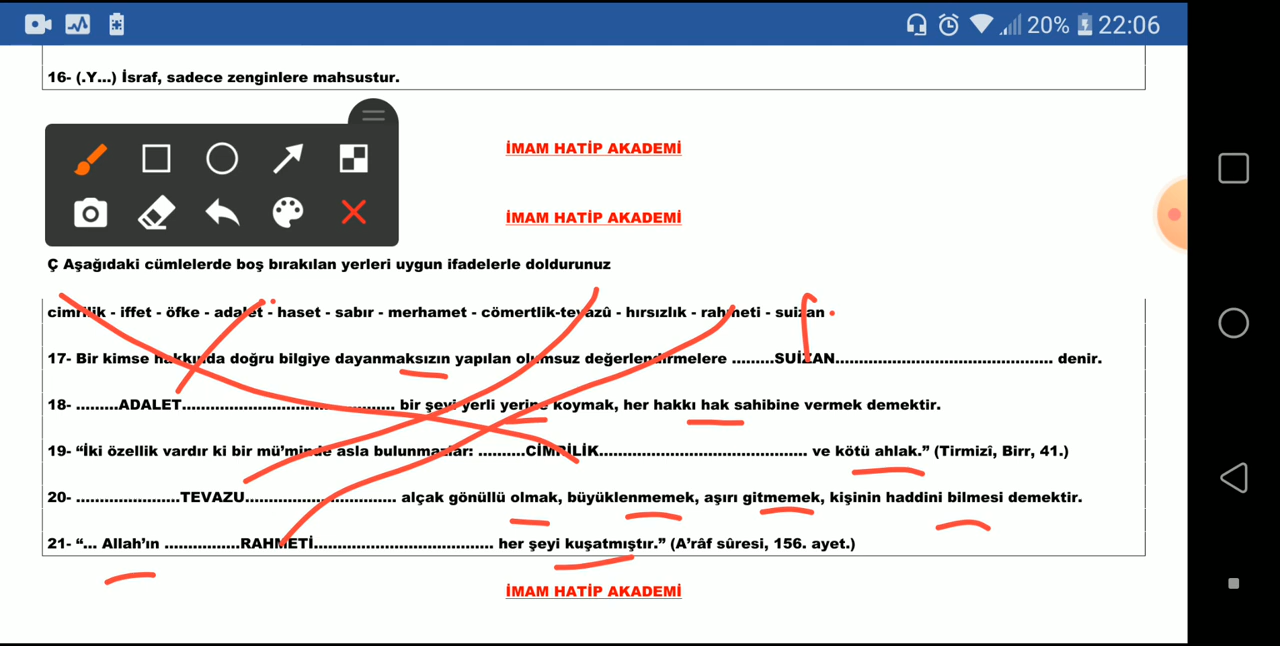 20% 22:06
16- (.Y...) İsraf, sadece zenginlere mahsustur.
İMAM HATİP AKADEMİ
İMAM HATİP AKADEMİ
Ç Aşağıdaki cümlelerde boş bırakılan yerleri uygun ifadelerle doldurunuz
cimrilik - iffet - öfke - adalet - haset - sabır - merhamet - cömertlik-tevazû - hırsızlık - rahmeti - suizan
17- Bir kimse hakkında doğru bilgiye dayanmaksızın yapılan olumsuz değerlendirmelere .........SUİZAN............................................. denir.
18- .........ADALET............................................ bir şeyi yerli yerine koymak, her hakkı hak sahibine vermek demektir.
19- “İki özellik vardır ki bir mü’minde asla bulunmazlar: ..........CİMRİLİK........................................... ve kötü ahlak.” (Tirmizî, Birr, 41.)
20- ......................TEVAZU................................ alçak gönüllü olmak, büyüklenmemek, aşırı gitmemek, kişinin haddini bilmesi demektir.
21- “... Allah’ın ................RAHMETİ...................................... her şeyi kuşatmıştır.” (A’râf sûresi, 156. ayet.)
İMAM HATİP AKADEMİ